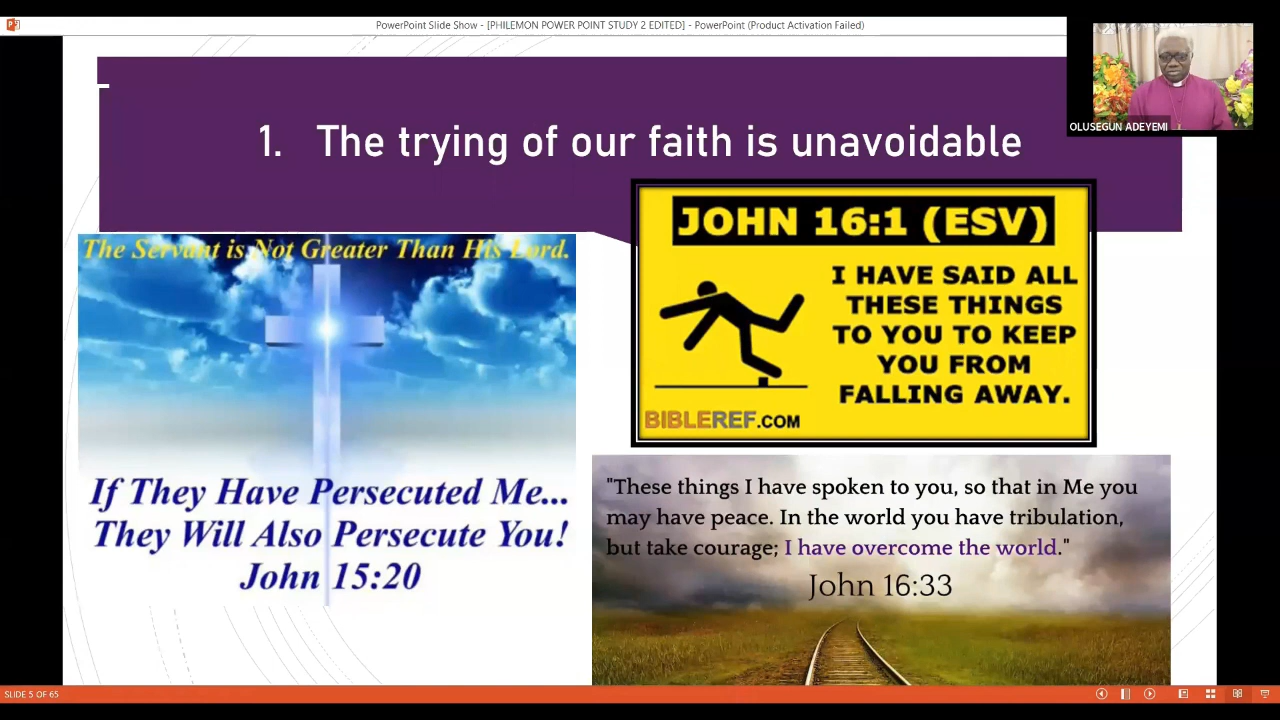 PowerPoint Slide Show - [PHILEMON POWER POINT STUDY 2 EDITED] - PowerPoint (Product Activation Failed)
OLUSEGUN ADEYEMI
1. The trying of our faith is unavoidable
The Servant is Not Greater Than His Lord.
If They Have Persecuted Me...
They Will Also Persecute You!
John 15:20
JOHN 16:1 (ESV)
I HAVE SAID ALL
THESE THINGS
TO YOU TO KEEP
YOU FROM
FALLING AWAY.
BIBLEREF.COM
"These things I have spoken to you, so that in Me you
may have peace. In the world you have tribulation,
but take courage; I have overcome the world."
John 16:33
SLIDE 5 OF 65